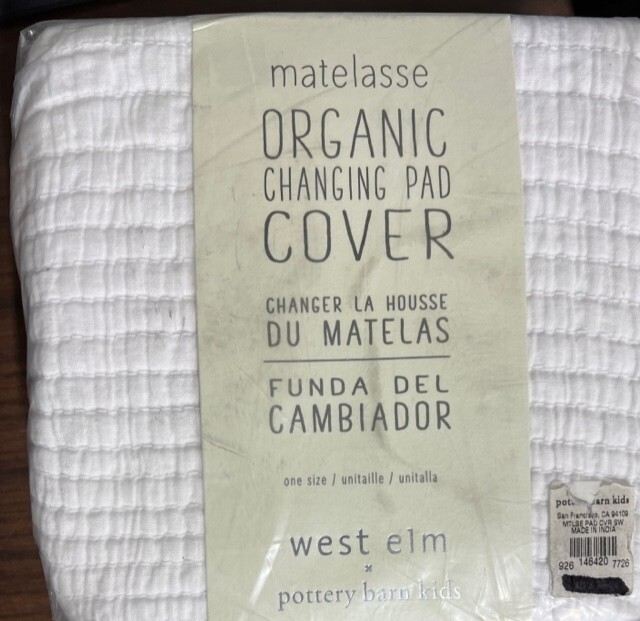 matelasse
ORGANIC
CHANGING PAD
COVER
CHANGER LA HOUSSE
DU MATELAS
FUNDA DEL
CAMBIADOR
one size / unitaille / unitalla
west elm
x
pottery barn kids
barn kids
San Francisco, CA 94109
MTLSE PAD CVR SW
MADE IN INDIA
926 146420 7726